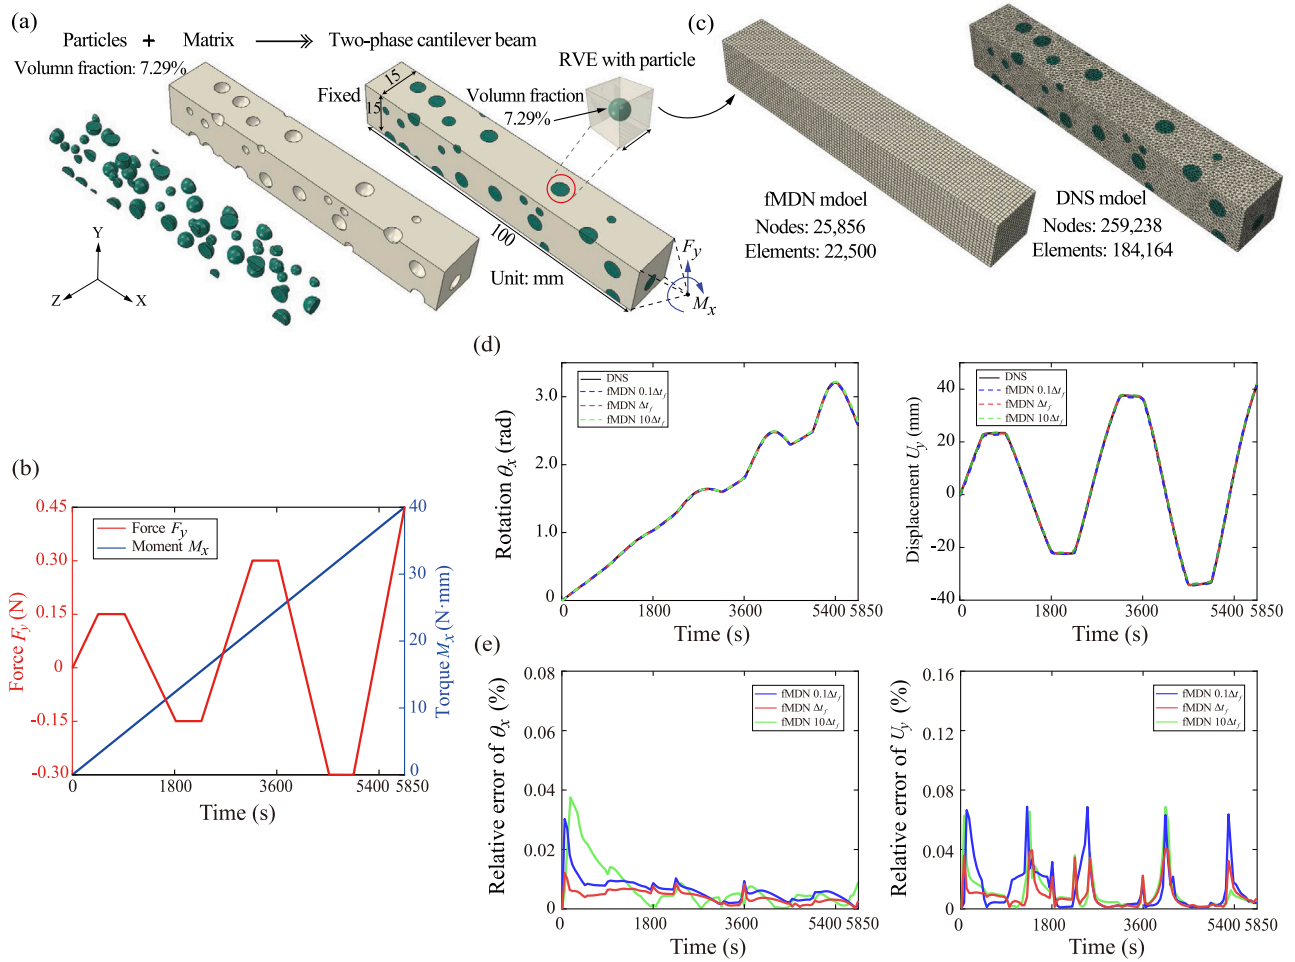 (a)
Particles + Matrix
Two-phase cantilever beam
Volumn fraction: 7.29%
Fixed
15
15
100
Unit: mm
RVE with particle
Volumn fraction
7.29%
F_y
M_x
Y
Z
X
(c)
fMDN mdoel
Nodes: 25,856
Elements: 22,500
DNS mdoel
Nodes: 259,238
Elements: 184,164
(b)
Force F_y (N)
0.45
0.30
0.15
0
-0.15
-0.30
Force F_y
Moment M_x
40
30
20
10
0
Torque M_x (N·mm)
0
1800
3600
5400
5850
Time (s)
(d)
Rotation θ_x (rad)
3.0
2.0
1.0
0
DNS
fMDN 0.1Δt_f
fMDN Δt_f
fMDN 10Δt_f
0
1800
3600
5400
5850
Time (s)
Displacement U_y (mm)
40
20
0
-20
-40
DNS
fMDN 0.1Δt_f
fMDN Δt_f
fMDN 10Δt_f
0
1800
3600
5400
5850
Time (s)
(e)
Relative error of θ_x (%)
0.08
0.06
0.04
0.02
0
fMDN 0.1Δt_f
fMDN Δt_f
fMDN 10Δt_f
0
1800
3600
5400
5850
Time (s)
Relative error of U_y (%)
0.16
0.12
0.08
0.04
0
fMDN 0.1Δt_f
fMDN Δt_f
fMDN 10Δt_f
0
1800
3600
5400
5850
Time (s)